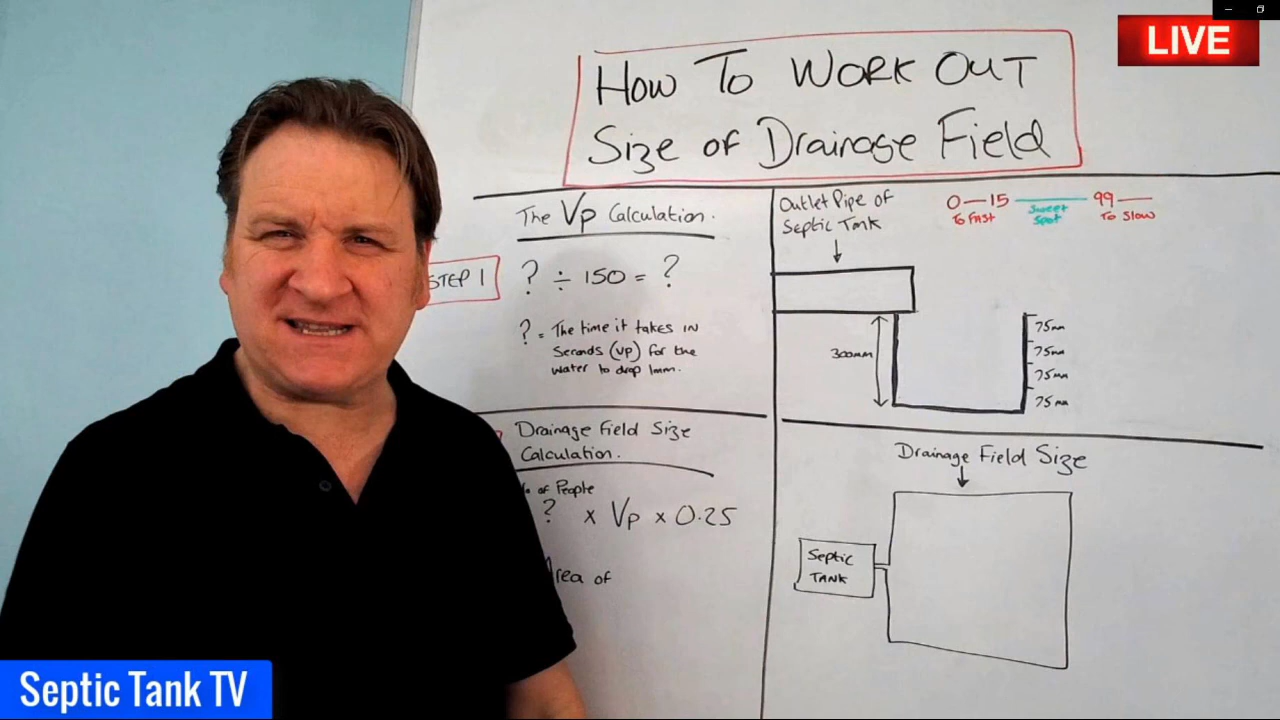 LIVE
How To WORK OUT
Size of Drainage Field
The Vp Calculation.
STEP 1
? ÷ 150 = ?
? = The time it takes IN
Seconds (vp) for the
water to drop 1mm.
Outlet Pipe of
Septic Tank
0—15
To Fast
Sweet
Spot
99—
To Slow
300mm
75mm
75mm
75mm
75mm
Drainage Field Size
Calculation.
of People
? x Vp x 0.25
Area of
Drainage Field Size
Septic
TANK
Septic Tank TV